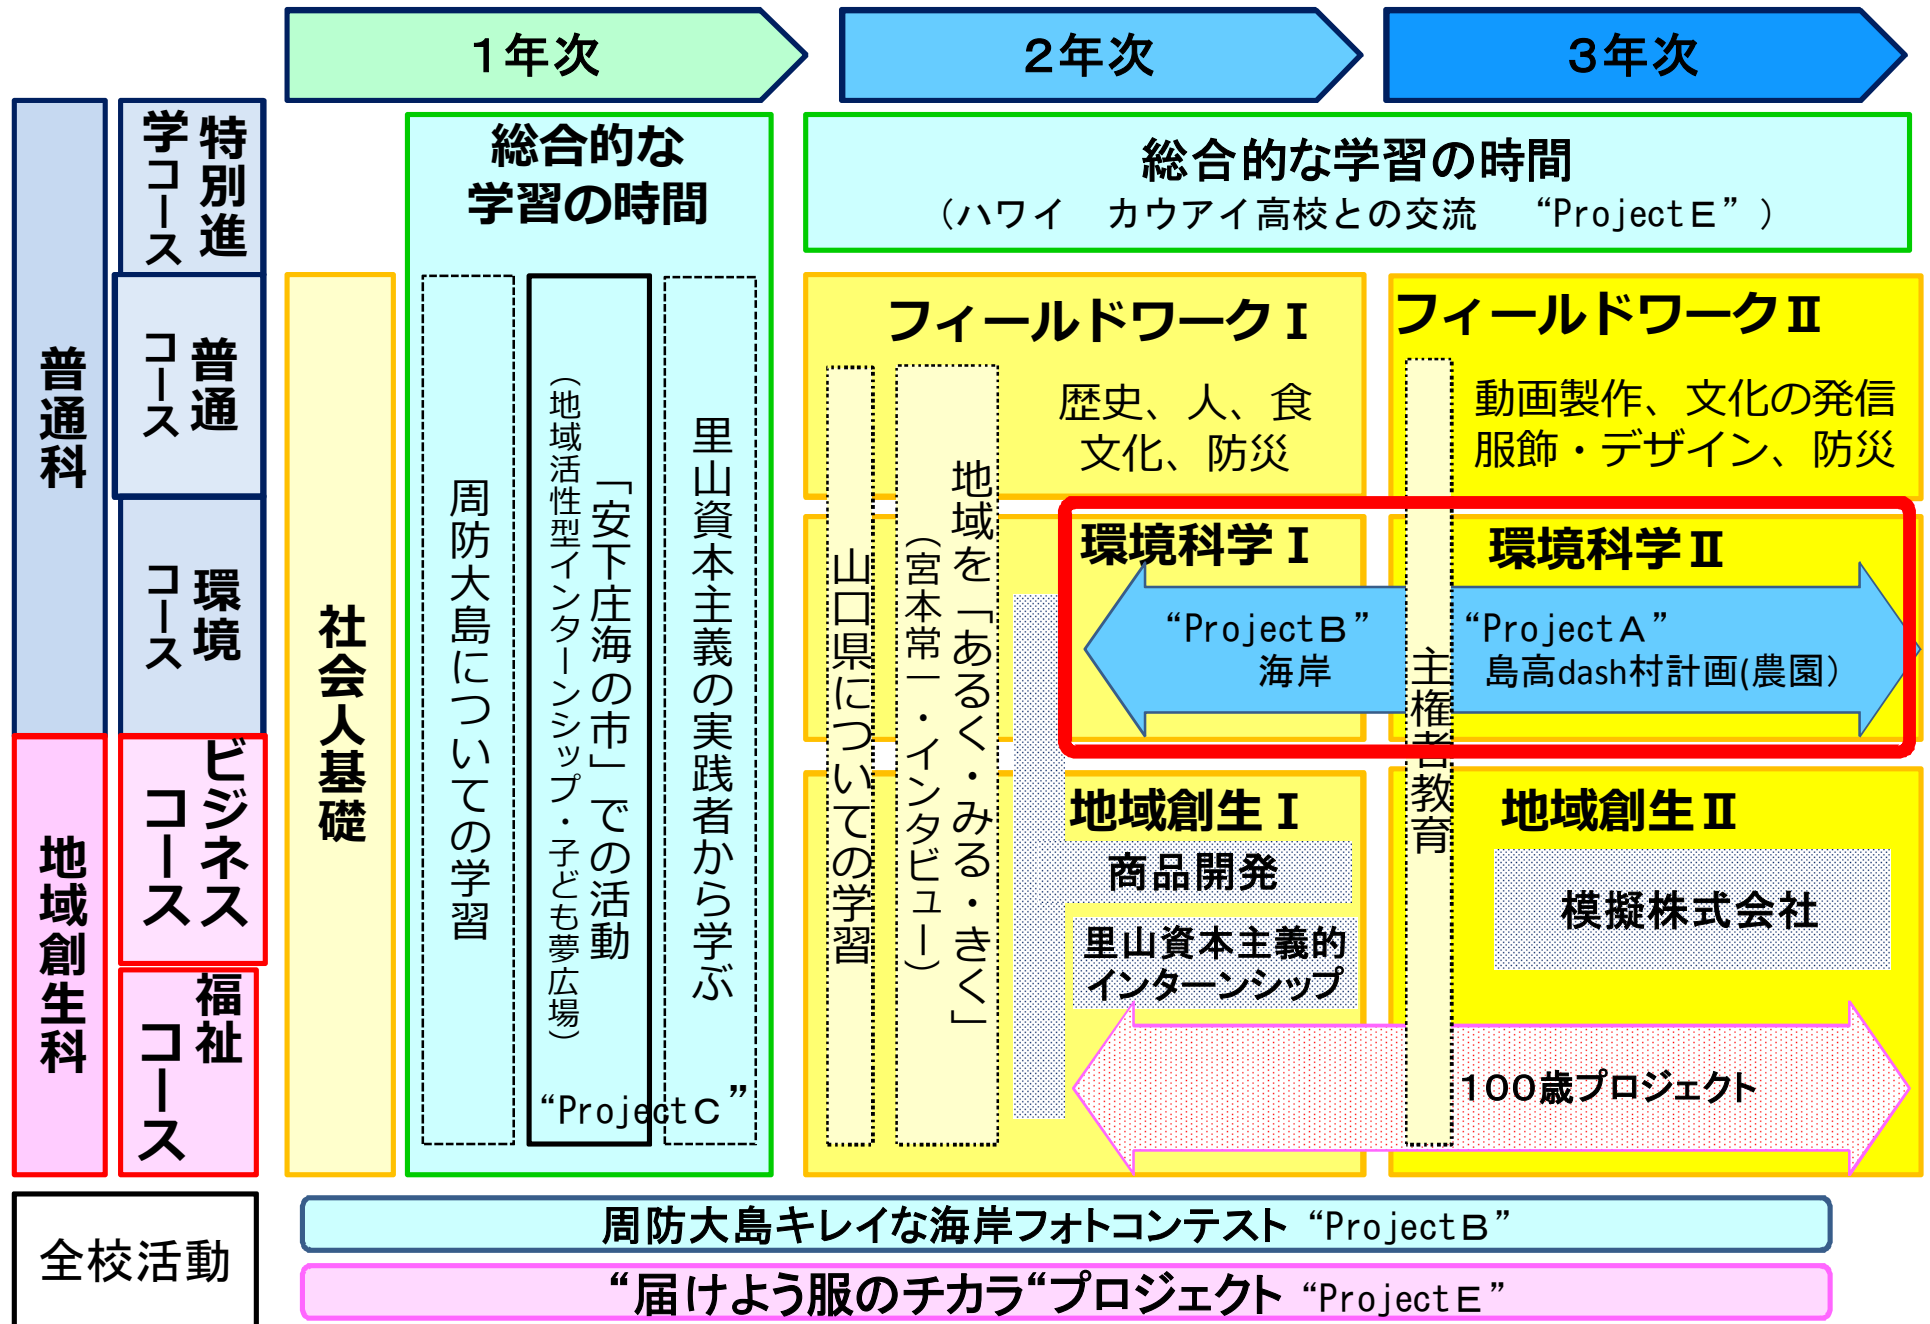 1年次
2年次
3年次
普通科
特別進
学コース
普通
コース
環境
コース
地域創生科
ビジネス
コース
福祉
コース
全校活動
社会人基礎
総合的な
学習の時間
周防大島についての学習
「安下庄海の市」での活動
（地域活性型インターンシップ・子ども夢広場）
里山資本主義の実践者から学ぶ
“ProjectC”
総合的な学習の時間
（ハワイ　カウアイ高校との交流　“ProjectE”）
フィールドワークⅠ
歴史、人、食
文化、防災
フィールドワークⅡ
動画製作、文化の発信
服飾・デザイン、防災
山口県についての学習
地域を「あるく・みる・きく」
（宮本常一・インタビュー）
主権者教育
環境科学Ⅰ
環境科学Ⅱ
“ProjectB”
海岸
“ProjectA”
島高dash村計画(農園）
地域創生Ⅰ
商品開発
里山資本主義的
インターンシップ
地域創生Ⅱ
模擬株式会社
100歳プロジェクト
周防大島キレイな海岸フォトコンテスト “ProjectB”
“届けよう服のチカラ“プロジェクト “ProjectE”